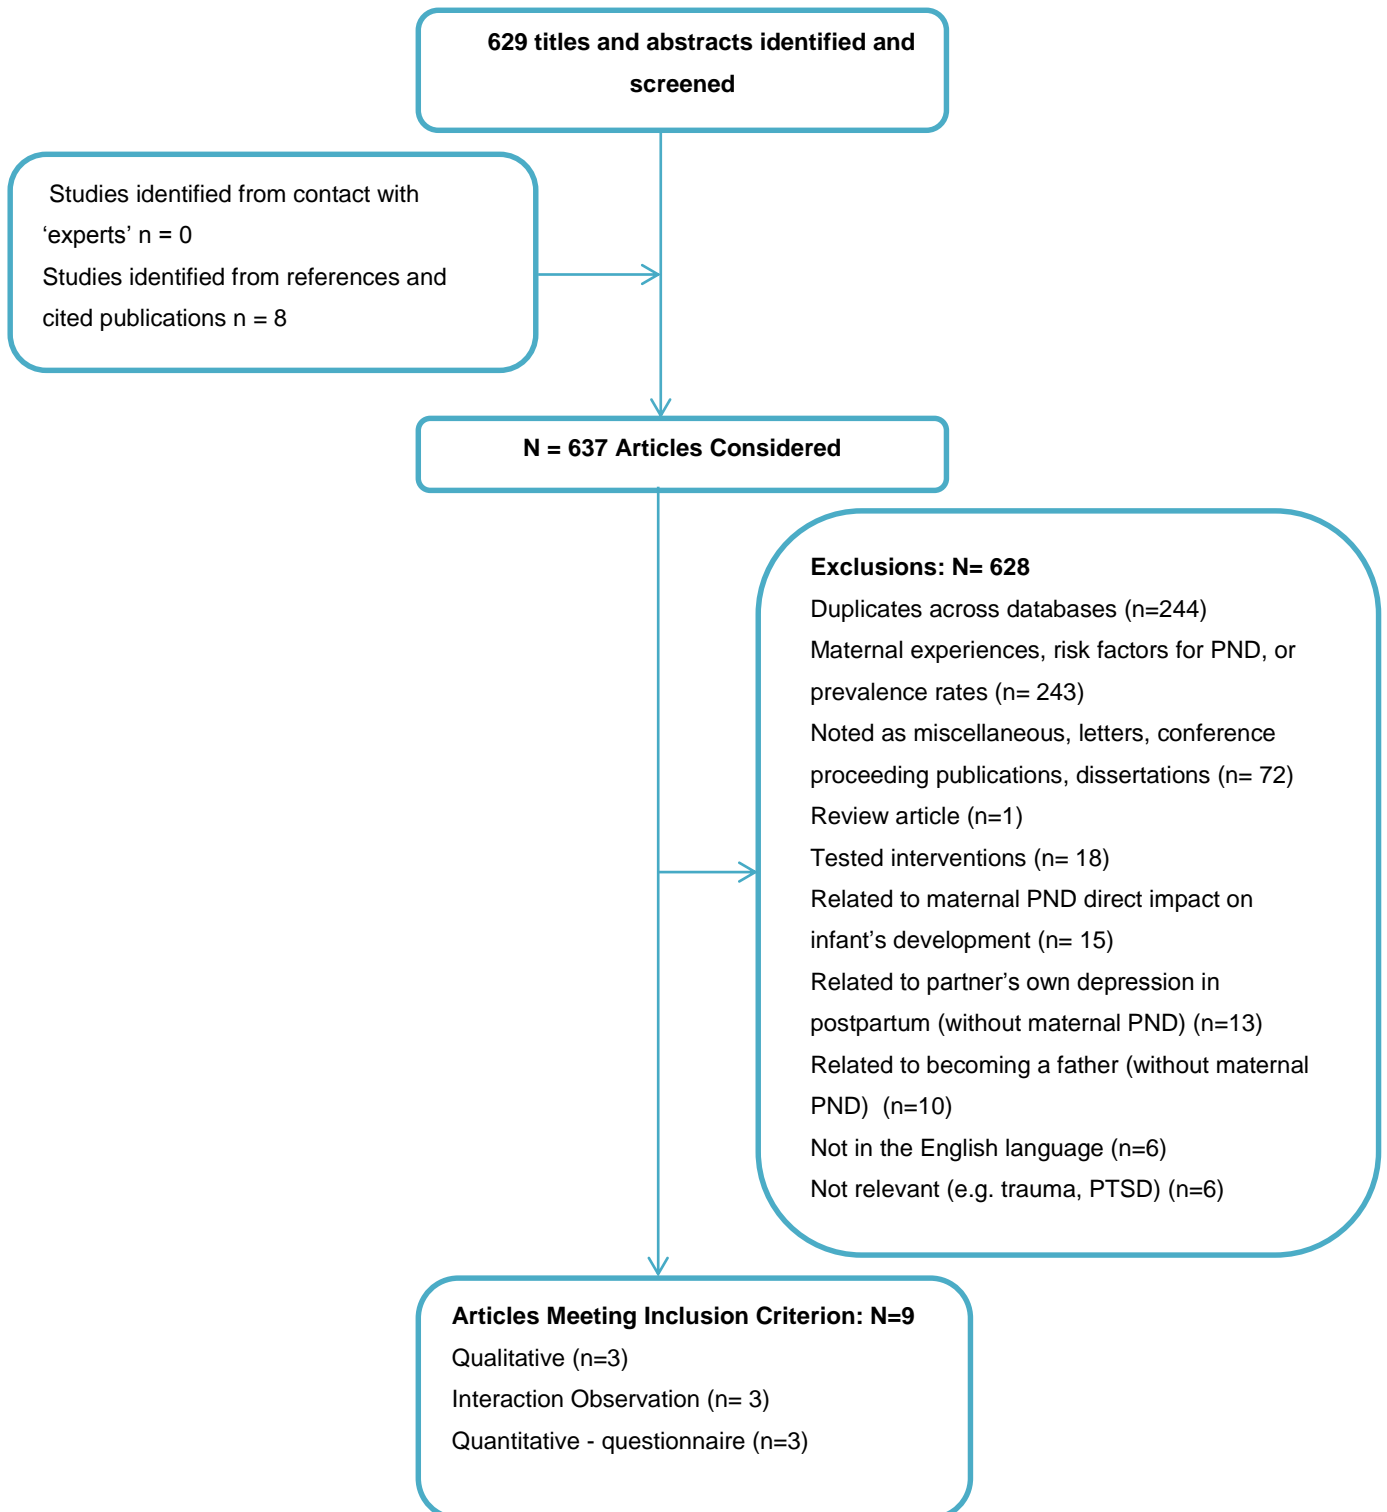 629 titles and abstracts identified and
screened
Studies identified from contact with
‘experts’ n = 0
Studies identified from references and
cited publications n = 8
N = 637 Articles Considered
Exclusions: N= 628
Duplicates across databases (n=244)
Maternal experiences, risk factors for PND, or
prevalence rates (n= 243)
Noted as miscellaneous, letters, conference
proceeding publications, dissertations (n= 72)
Review article (n=1)
Tested interventions (n= 18)
Related to maternal PND direct impact on
infant’s development (n= 15)
Related to partner’s own depression in
postpartum (without maternal PND) (n=13)
Related to becoming a father (without maternal
PND)  (n=10)
Not in the English language (n=6)
Not relevant (e.g. trauma, PTSD) (n=6)
Articles Meeting Inclusion Criterion: N=9
Qualitative (n=3)
Interaction Observation (n= 3)
Quantitative - questionnaire (n=3)